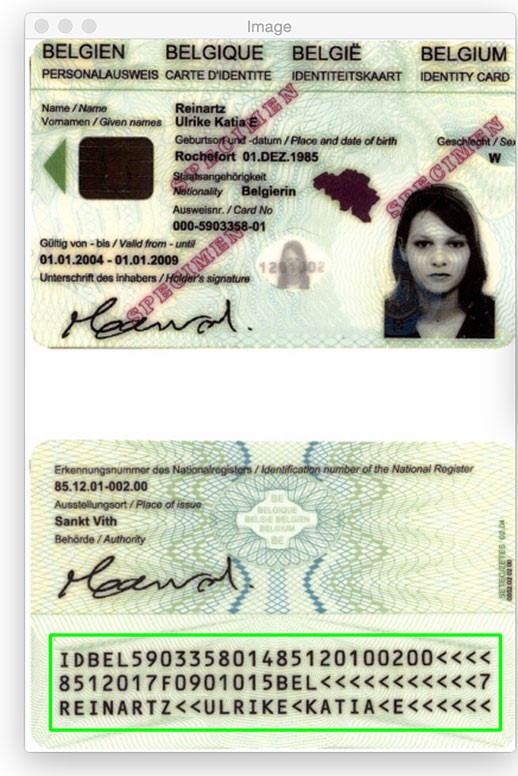 Image
BELGIEN BELGIQUE BELGIË BELGIUM
PERSONALAUSWEIS CARTE D'IDENTITE IDENTITEITSKAART IDENTITY CARD
Name / Name Reinartz
Vornamen / Given names Ulrike Katia E
Geburtsort und -datum / Place and date of birth Geschlecht / Sex
Rochefort 01.DEZ.1985 W
Staatsangehörigkeit
Nationality Belgierin
Ausweisnr. / Card No
000-5903358-01
Gültig von - bis / Valid from - until
01.01.2004 - 01.01.2009
Unterschrift des inhabers / Holder's signature
SPECIMEN
SPECIMEN
SPECIMEN
Erkennungsnummer des Nationalregisters / Identification number of the National Register
85.12.01-002.00
Ausstellungsort / Place of issue
Sankt Vith
Behörde / Authority
BE
BELGIQUE
BELGIË BELGIEN
BELGIUM
BE
IDBEL590335801485120100200<<<<
8512017F0901015BEL<<<<<<<<<<<7
REINARTZ<<ULRIKE<KATIA<E<<<<<<